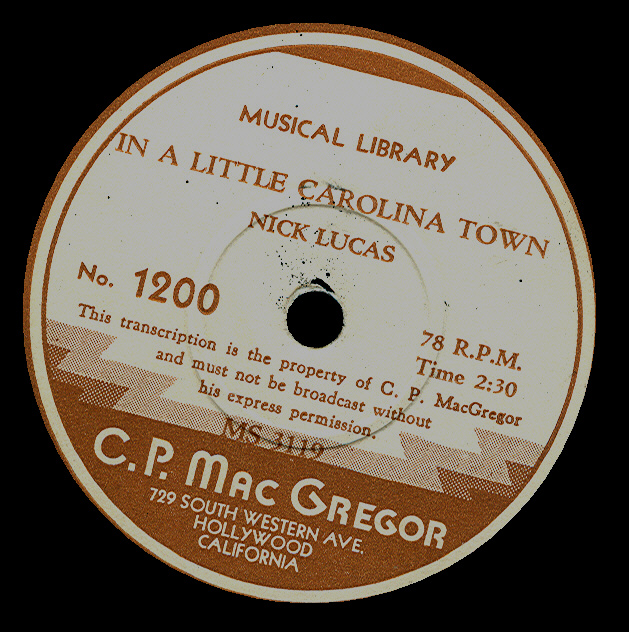 MUSICAL LIBRARY
IN A LITTLE CAROLINA TOWN
NICK LUCAS
No. 1200
78 R.P.M.
Time 2:30
This transcription is the property of C. P. MacGregor
and must not be broadcast without
his express permission.
MS 3119
C.P. MAC GREGOR
729 SOUTH WESTERN AVE.
HOLLYWOOD
CALIFORNIA